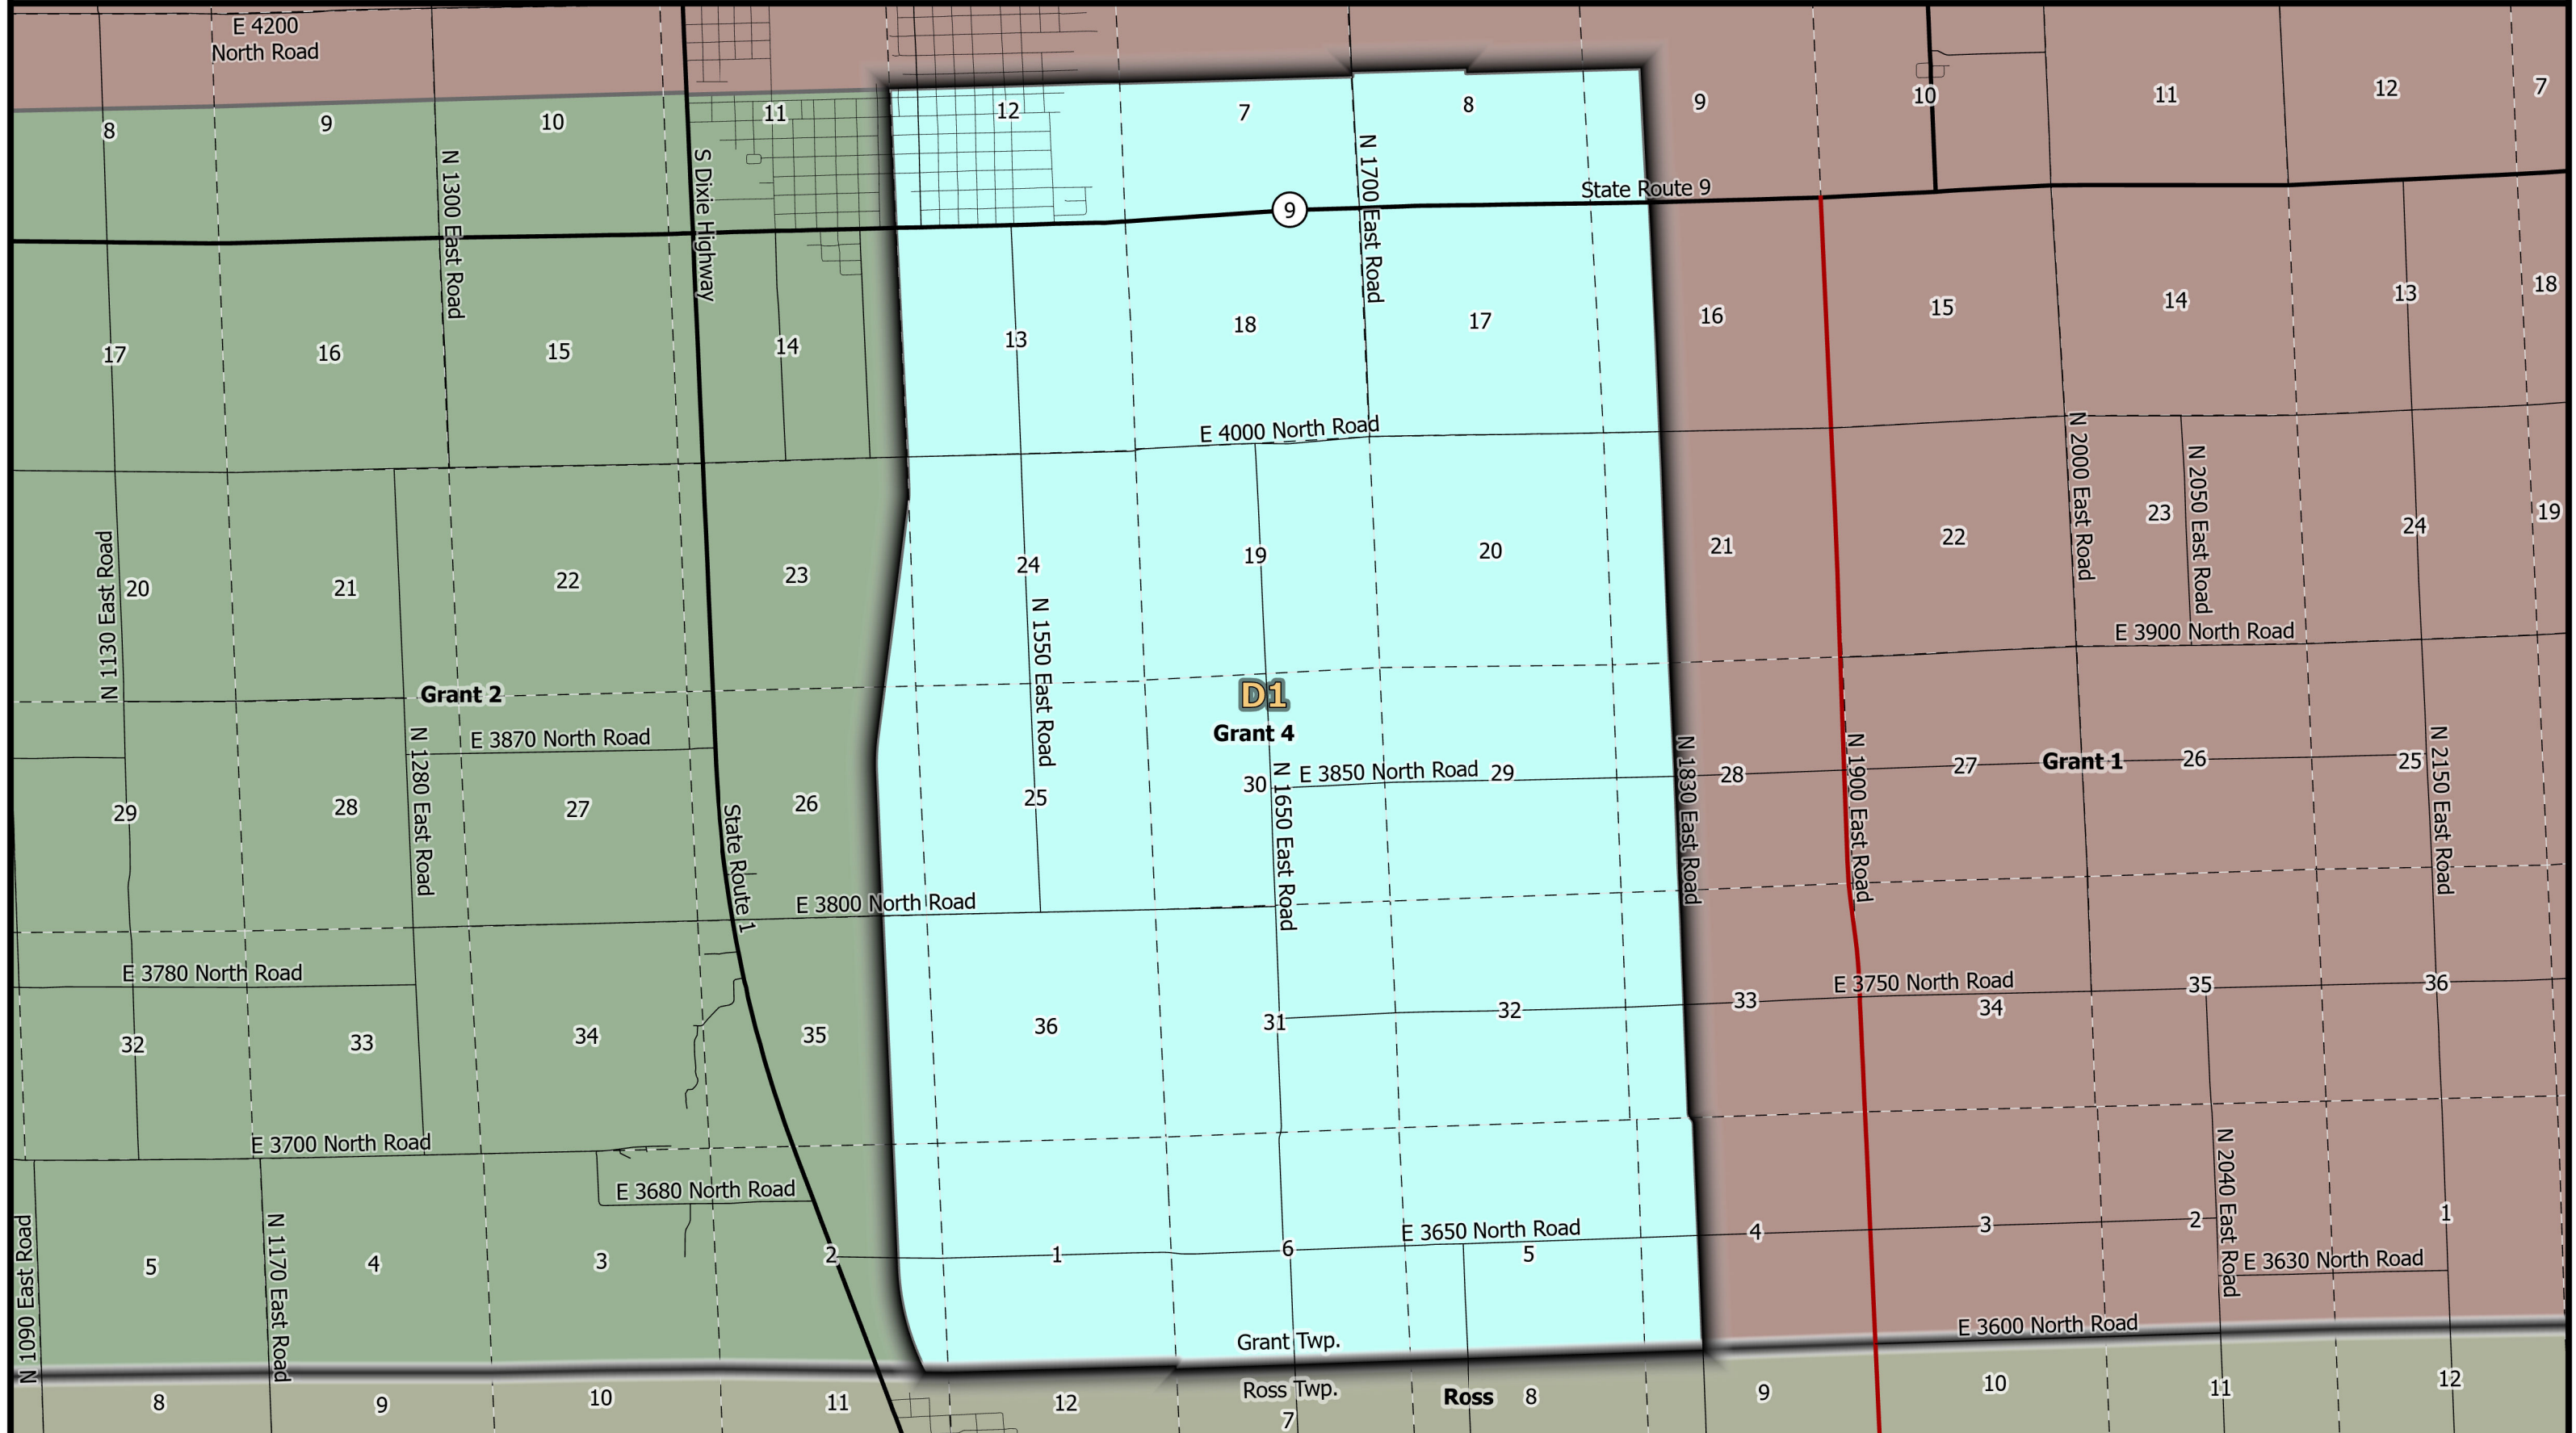 E 4200
North Road
8
9
10
11
12
7
8
9
10
11
12
7
N 1300 East Road
S Dixie Highway
N 1700 East Road
State Route 9
9
17
16
15
14
13
18
17
16
15
14
13
18
E 4000 North Road
N 1130 East Road
20
21
22
23
24
19
20
21
22
N 2000 East Road
23
N 2050 East Road
24
19
N 1550 East Road
E 3900 North Road
Grant 2
D1
Grant 4
E 3870 North Road
N 1280 East Road
29
28
27
State Route 1
26
25
30
E 3850 North Road
29
N 1650 East Road
N 1830 East Road
28
N 1900 East Road
27
Grant 1
26
25
N 2150 East Road
E 3800 North Road
E 3780 North Road
E 3750 North Road
32
33
34
35
36
31
32
33
34
35
36
E 3700 North Road
E 3680 North Road
N 1090 East Road
5
N 1170 East Road
4
3
2
1
6
E 3650 North Road
5
4
3
2
N 2040 East Road
1
E 3630 North Road
E 3600 North Road
Grant Twp.
Ross Twp.
8
9
10
11
12
7
Ross
8
9
10
11
12